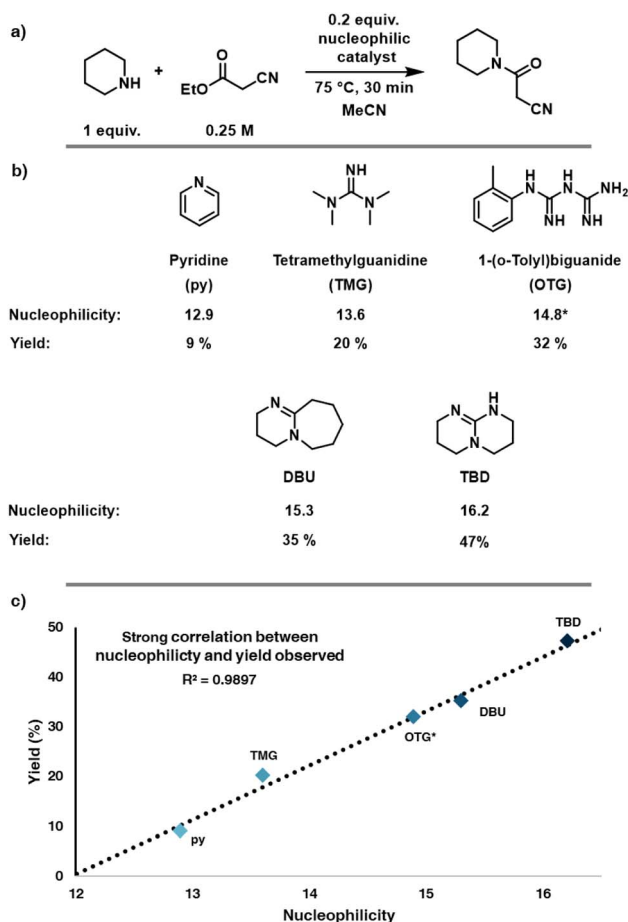 a)
0.2 equiv.
nucleophilic
catalyst
75 °C, 30 min
MeCN
NH
+
EtO
O
CN
N
O
CN
1 equiv.
0.25 M
b)
N
NH
N
N
H
N
H
N
NH₂
NH
NH
Pyridine
(py)
Tetramethylguanidine
(TMG)
1-(o-Tolyl)biguanide
(OTG)
Nucleophilicity: 12.9 13.6 14.8*
Yield: 9 % 20 % 32 %
N
N
N
H
N
N
DBU
TBD
Nucleophilicity: 15.3 16.2
Yield: 35 % 47%
c)
Strong correlation between
nucleophilicty and yield observed
R² = 0.9897
Yield (%)
50
40
30
20
10
0
TBD
DBU
OTG*
TMG
py
12 13 14 15 16
Nucleophilicity